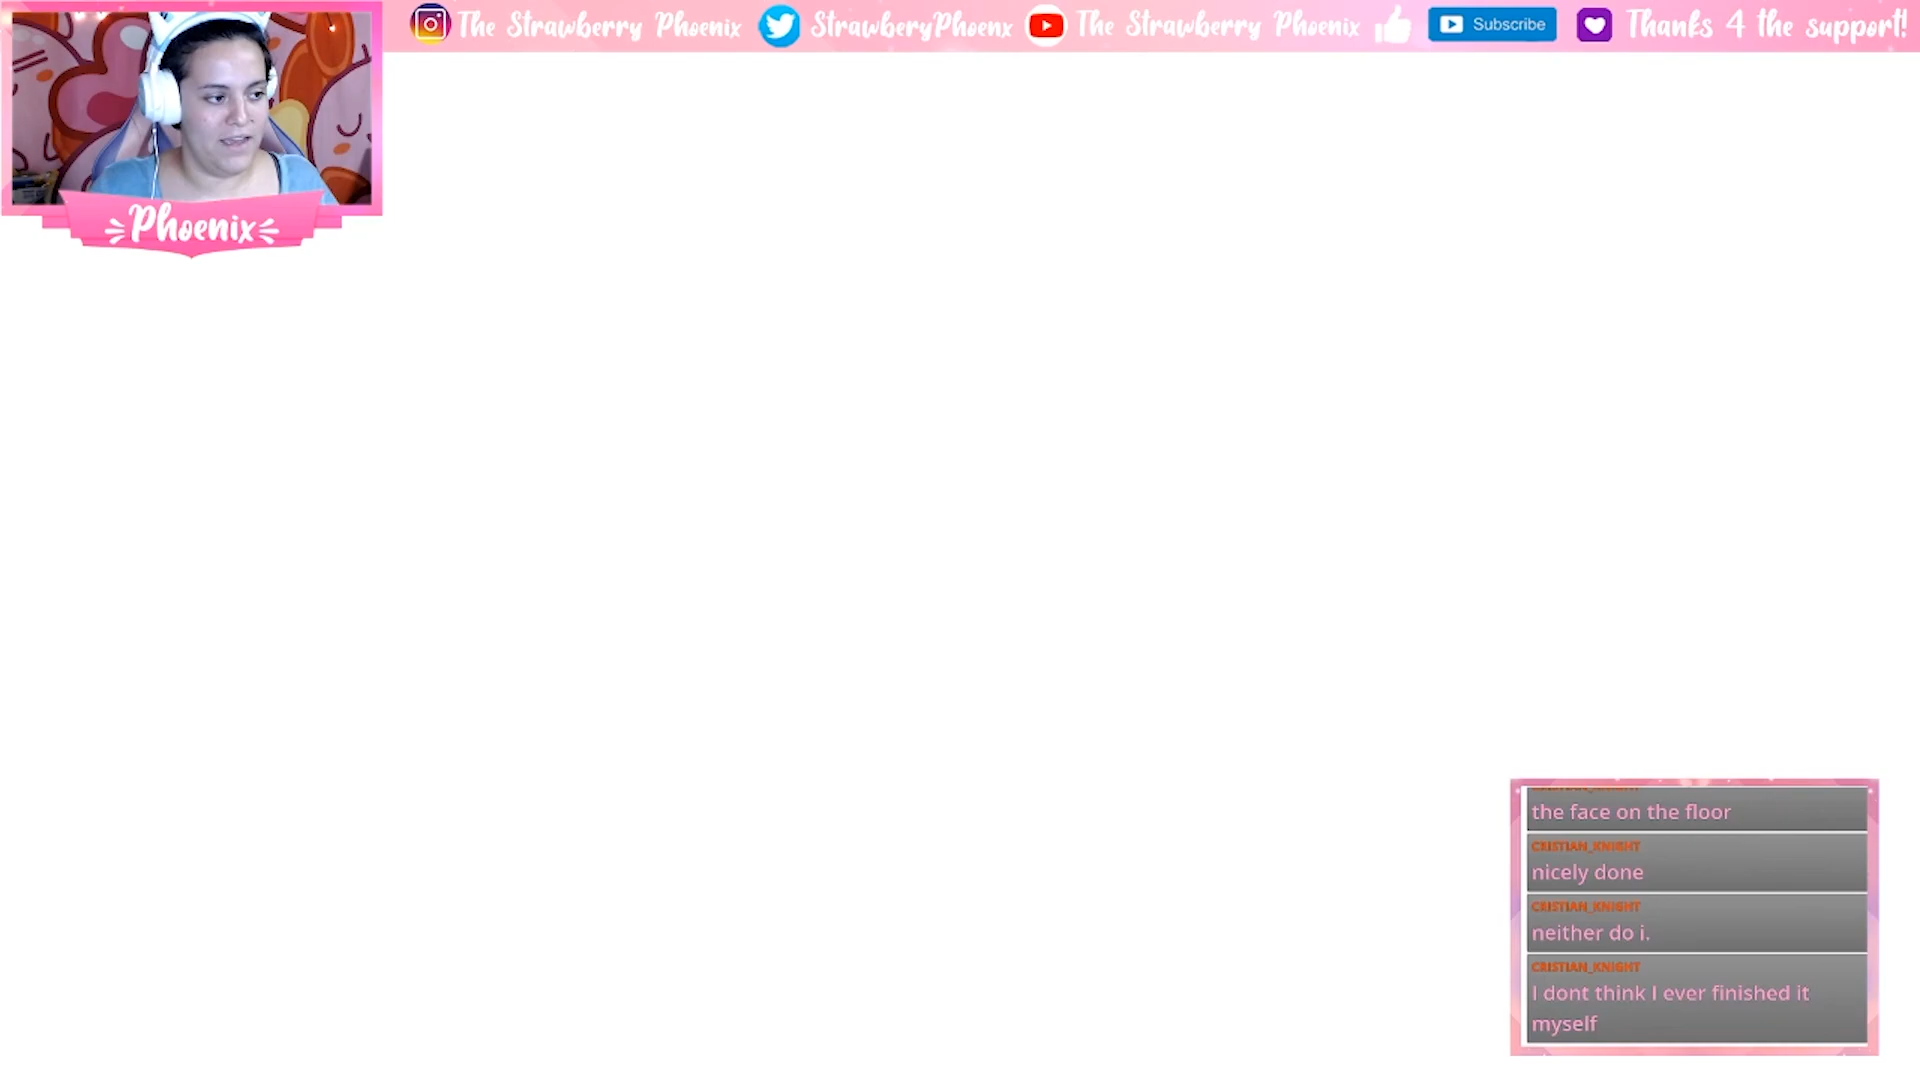 The Strawberry Phoenix StrawberyPhoenx The Strawberry Phoenix Subscribe Thanks 4 the support!
Phoenix
the face on the floor
CRISTIAN_KNIGHT
nicely done
CRISTIAN_KNIGHT
neither do i.
CRISTIAN_KNIGHT
I dont think I ever finished it
myself